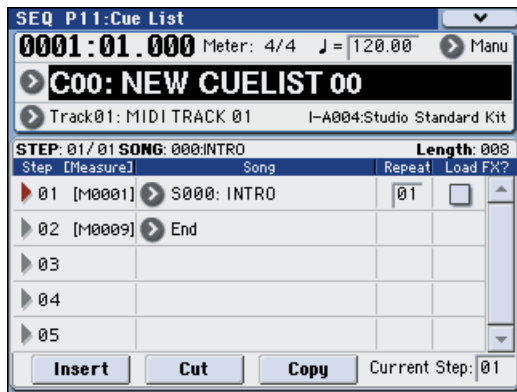 SEQ P11:Cue List
0001:01.000 Meter: 4/4 ♩= 120.00 Manu
C00: NEW CUELIST 00
Track01: MIDI TRACK 01 I-A004:Studio Standard Kit
STEP: 01/01 SONG: 000:INTRO Length: 008
Step [Measure] Song Repeat Load FX?
01 [M0001] S000: INTRO 01
02 [M0009] End
03
04
05
Insert Cut Copy Current Step: 01